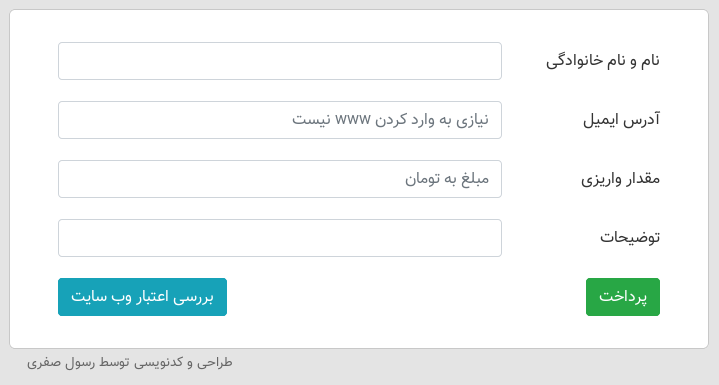 نام و نام خانوادگی
آدرس ایمیل
نیازی به وارد کردن www نیست
مقدار واریزی
مبلغ به تومان
توضیحات
پرداخت
بررسی اعتبار وب سایت
طراحی و کدنویسی توسط رسول صفری